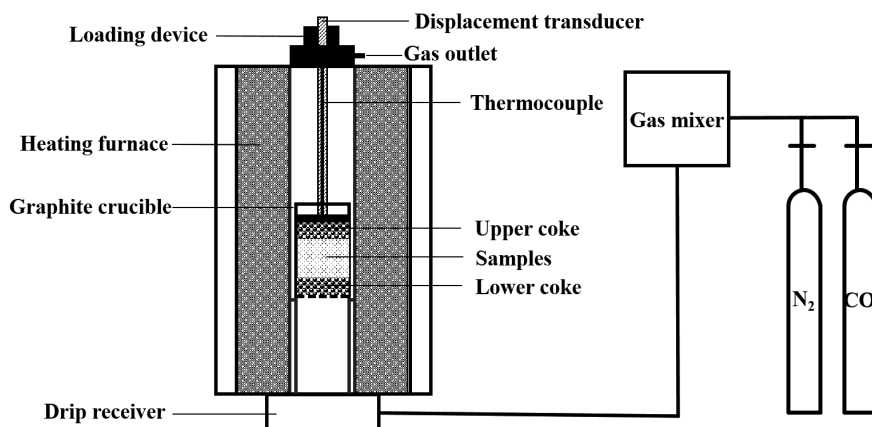 Displacement transducer
Loading device
Gas outlet
Thermocouple
Gas mixer
Heating furnace
Graphite crucible
Upper coke
Samples
Lower coke
N₂
CO
Drip receiver